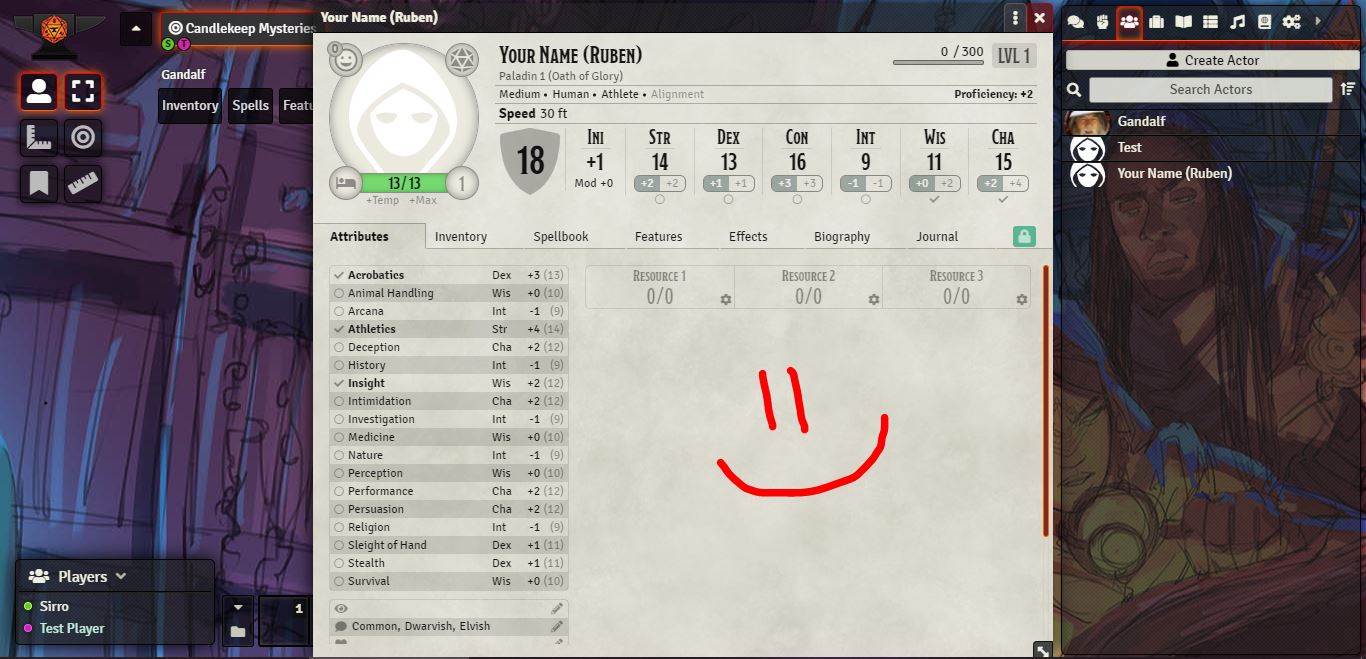 Candlekeep Mysteries
S T
Gandalf
Inventory Spells Featu
Players
Sirro
Test Player
1
Your Name (Ruben)
0
13/13
1
+Temp +Max
Your Name (Ruben)
0 / 300
LVL 1
Paladin 1 (Oath of Glory)
Medium • Human • Athlete • Alignment
Proficiency: +2
Speed 30 ft
18
Ini Str Dex Con Int Wis Cha
+1 14 13 16 9 11 15
Mod +0 +2 +2 +1 +1 +3 +3 -1 -1 +0 +2 +2 +4
Attributes Inventory Spellbook Features Effects Biography Journal
Acrobatics Dex +3 (13)
Animal Handling Wis +0 (10)
Arcana Int -1 (9)
Athletics Str +4 (14)
Deception Cha +2 (12)
History Int -1 (9)
Insight Wis +2 (12)
Intimidation Cha +2 (12)
Investigation Int -1 (9)
Medicine Wis +0 (10)
Nature Int -1 (9)
Perception Wis +0 (10)
Performance Cha +2 (12)
Persuasion Cha +2 (12)
Religion Int -1 (9)
Sleight of Hand Dex +1 (11)
Stealth Dex +1 (11)
Survival Wis +0 (10)
Common, Dwarvish, Elvish
Resource 1 Resource 2 Resource 3
0/0 0/0 0/0
Create Actor
Search Actors
Gandalf
Test
Your Name (Ruben)